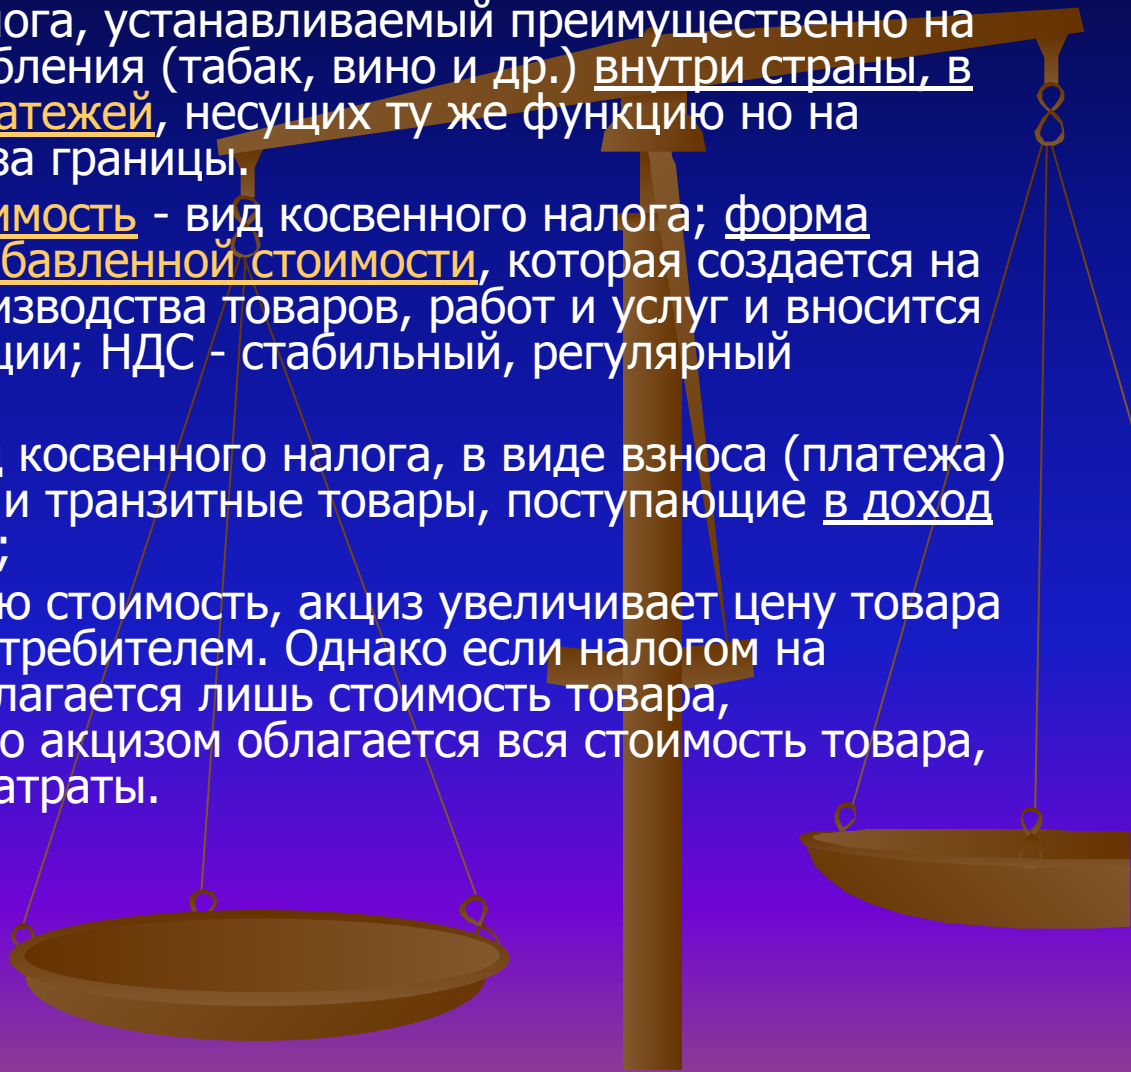 лога, устанавливаемый преимущественно на
бления (табак, вино и др.) внутри страны, в
атежей, несущих ту же функцию но на
за границы.
имость - вид косвенного налога; форма
бавленной стоимости, которая создается на
изводства товаров, работ и услуг и вносится
ции; НДС - стабильный, регулярный
д косвенного налога, в виде взноса (платежа)
и транзитные товары, поступающие в доход
;
ю стоимость, акциз увеличивает цену товара
требителем. Однако если налогом на
лагается лишь стоимость товара,
о акцизом облагается вся стоимость товара,
атраты.